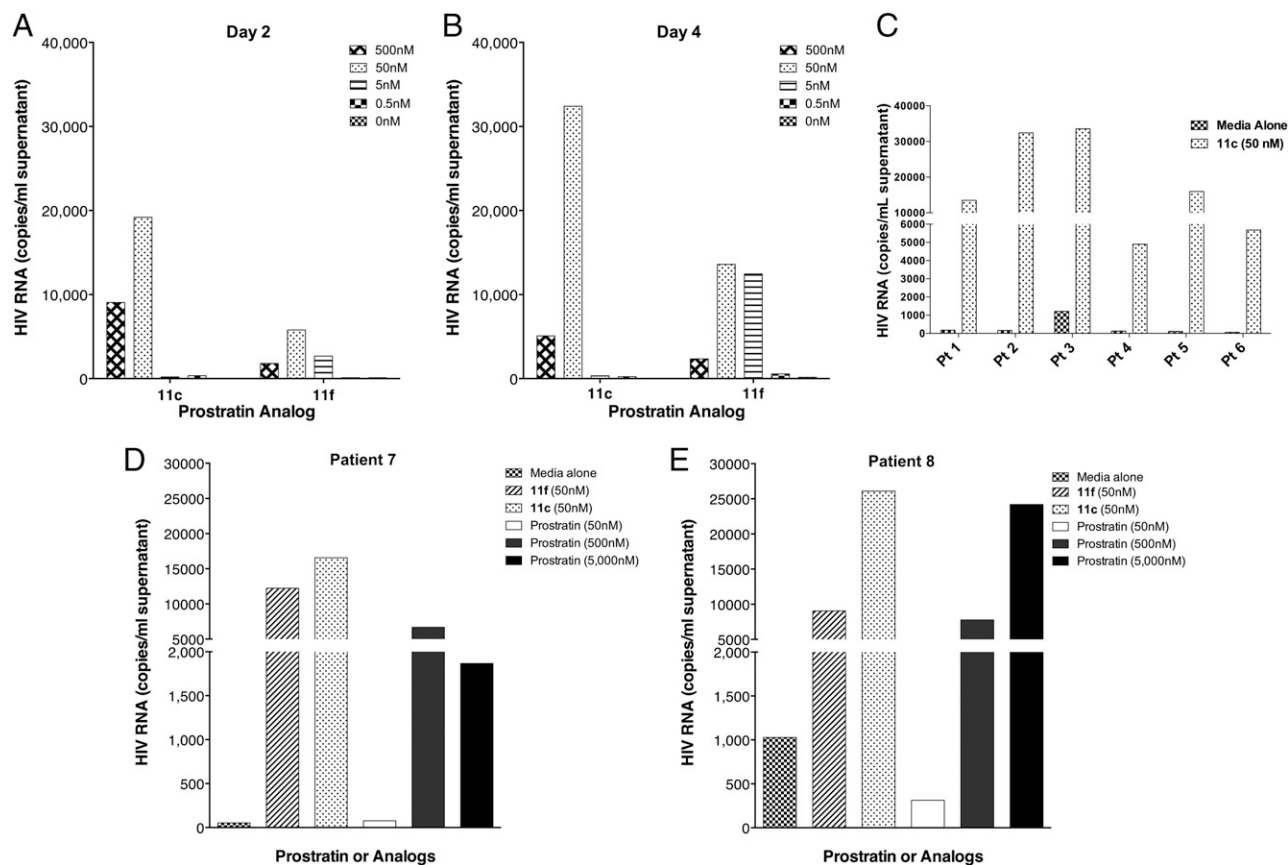 A
Day 2
HIV RNA (copies/ml supernatant)
40,000
30,000
20,000
10,000
0
500nM
50nM
5nM
0.5nM
0nM
11c
11f
Prostratin Analog
B
Day 4
HIV RNA (copies/ml supernatant)
40,000
30,000
20,000
10,000
0
500nM
50nM
5nM
0.5nM
0nM
11c
11f
Prostratin Analog
C
HIV RNA (copies/mL supernatant)
40000
30000
20000
10000
6000
5000
4000
3000
2000
1000
0
Media Alone
11c (50 nM)
Pt 1
Pt 2
Pt 3
Pt 4
Pt 5
Pt 6
D
Patient 7
HIV RNA (copies/ml supernatant)
30000
25000
20000
15000
10000
5000
2,000
1,500
1,000
500
0
Media alone
11f (50nM)
11c (50nM)
Prostratin (50nM)
Prostratin (500nM)
Prostratin (5,000nM)
Prostratin or Analogs
E
Patient 8
HIV RNA (copies/ml supernatant)
30000
25000
20000
15000
10000
5000
2,000
1,500
1,000
500
0
Media alone
11f (50nM)
11c (50nM)
Prostratin (50nM)
Prostratin (500nM)
Prostratin (5,000nM)
Prostratin or Analogs